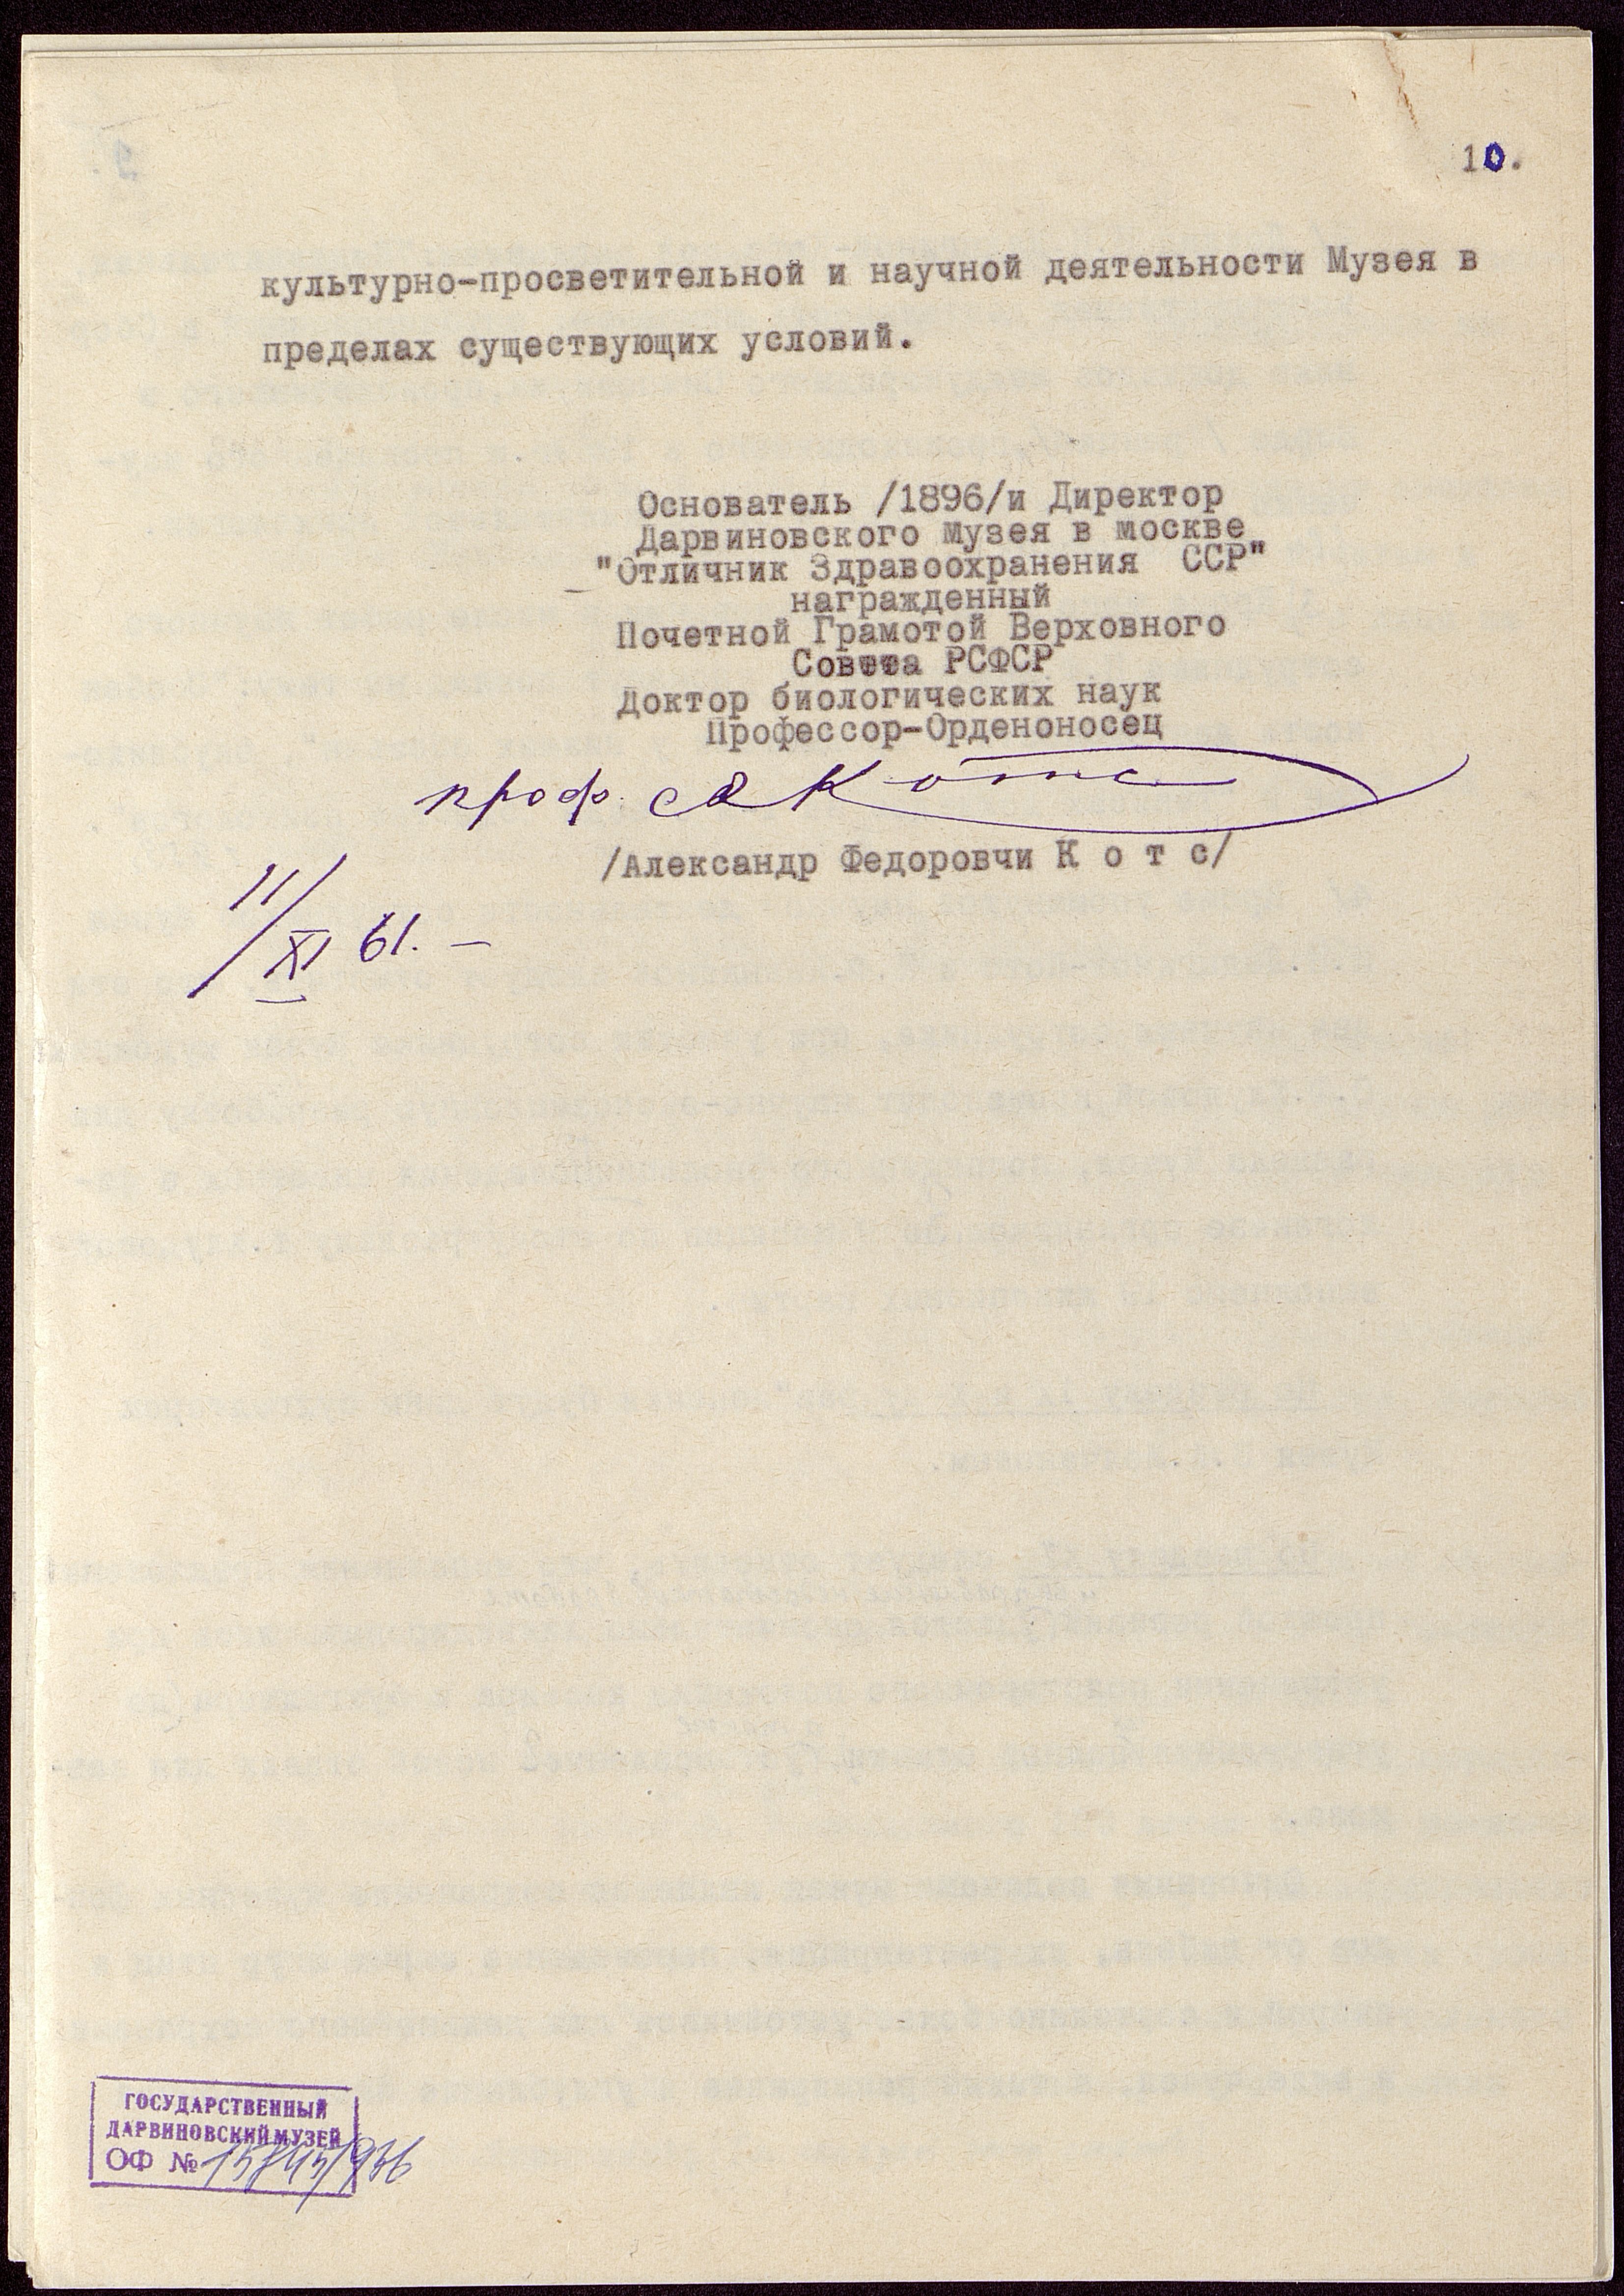 10.
культурно-просветительной и научной деятельности Музея в
пределах существующих условий.
Основатель /1896/и Директор
Дарвиновского Музея в москве
"Отличник Здравоохранения ССР"
награжденный
Почетной Грамотой Верховного
Совета РСФСР
Доктор биологических наук
Профессор-Орденоносец
проф. А Котс
/Александр Федоровчи К о т с/
11/XI 61. —
ГОСУДАРСТВЕННЫЙ
ДАРВИНОВСКИЙ МУЗЕЙ
ОФ №